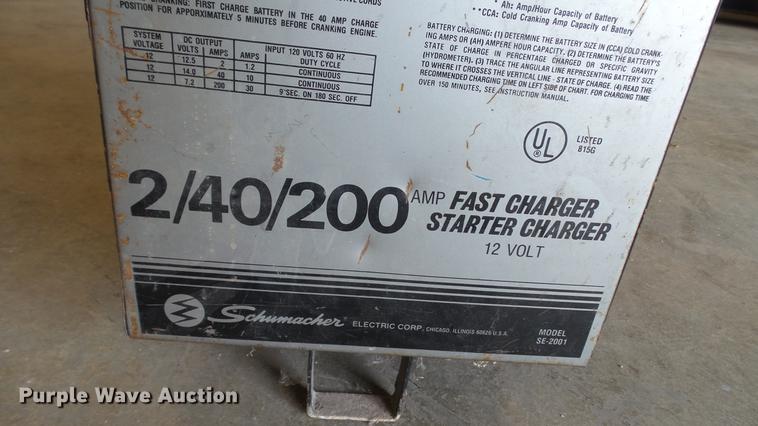 CRANKING: FIRST CHARGE BATTERY IN THE 40 AMP CHARGE
POSITION FOR APPROXIMATELY 5 MINUTES BEFORE CRANKING ENGINE.
SYSTEM VOLTAGE DC OUTPUT VOLTS AMPS INPUT 120 VOLTS 60 HZ AMPS DUTY CYCLE
12 12.5 2 1.2 CONTINUOUS
12 14.0 40 10 CONTINUOUS
12 7.2 200 30 9 SEC. ON 180 SEC. OFF
* Ah: Amp/Hour Capacity of Battery
**CCA: Cold Cranking Amp Capacity of Battery
BATTERY CHARGING: (1) DETERMINE THE BATTERY SIZE IN (CCA) COLD CRANK-
ING AMPS OR (AH) AMPERE HOUR CAPACITY. (2) DETERMINE THE BATTERY'S
STATE OF CHARGE IN PERCENTAGE CHARGED OR SPECIFIC GRAVITY
(HYDROMETER). (3) TRACE THE ANGULAR LINE REPRESENTING BATTERY SIZE
TO WHERE IT CROSSES THE VERTICAL LINE - STATE OF CHARGE. (4) READ THE
RECOMMENDED CHARGING TIME ON LEFT SIDE OF CHART. FOR CHARGING TIME
OVER 150 MINUTES, SEE INSTRUCTION MANUAL.
UL
LISTED
815G
2/40/200 AMP FAST CHARGER
STARTER CHARGER
12 VOLT
Schumacher ELECTRIC CORP. CHICAGO, ILLINOIS 60625 U.S.A.
MODEL
SE-2001
Purple Wave Auction